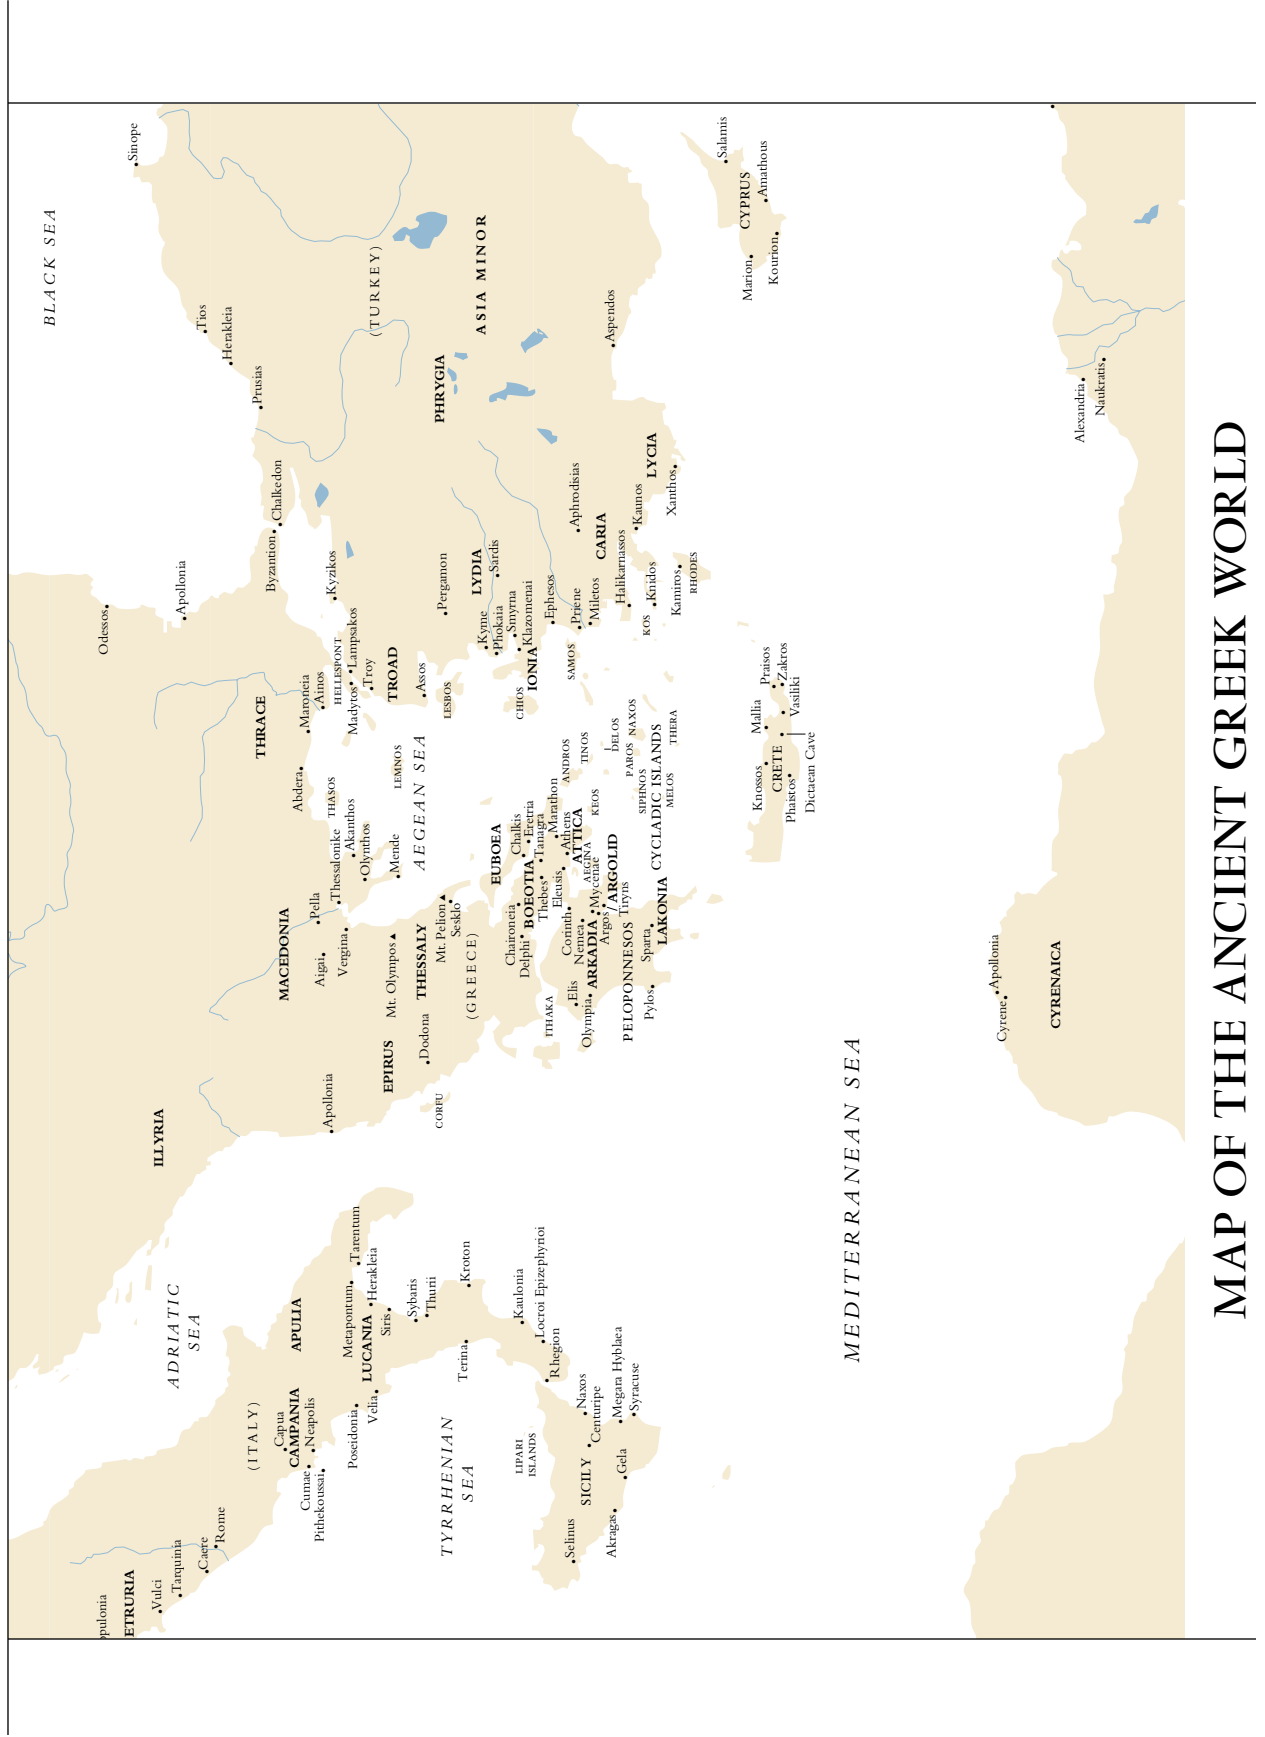 BLACK SEA
Sinope
Tios
Herakleia
Prusias
(TURKEY)
ASIA MINOR
PHRYGIA
Salamis
CYPRUS
Amathous
Marion
Kourion
Aspendos
Odessos
Apollonia
Byzantion
Chalkedon
Kyzikos
THRACE
Maroneia
Ainos
HELLESPONT
Lampsakos
Madytos
Troy
TROAD
Assos
LESBOS
Pergamon
LYDIA
Sardis
Kyme
Phokaia
Smyrna
Klazomenai
IONIA
CHIOS
Ephesos
SAMOS
Priene
Miletos
Aphrodisias
CARIA
Halikarnassos
Kaunos
LYCIA
Xanthos
KOS
Knidos
Kamiros
RHODES
Abdera
THASOS
LEMNOS
AEGEAN SEA
MACEDONIA
Pella
Thessalonike
Akanthos
Olynthos
Mende
Aigai
Vergina
Mt. Olympos
THESSALY
Mt. Pelion
Sesklo
(GREECE)
EPIRUS
Dodona
CORFU
Apollonia
ILLYRIA
EUBOEA
Chalkis
Eretria
Chaironeia
Delphi
BOEOTIA
Tanagra
Thebes
Marathon
Eleusis
Athens
ATTICA
AEGINA
KEOS
ANDROS
TINOS
DELOS
PAROS
NAXOS
SIPHNOS
CYCLADIC ISLANDS
MELOS
THERA
ITHAKA
Corinth
Nemea
Mycenae
ARKADIA
Argos
ARGOLID
Tiryns
Elis
Olympia
PELOPONNESOS
Sparta
LAKONIA
Pylos
Knossos
Mallia
Praisos
Zakros
Vasiliki
CRETE
Phaistos
Dictaean Cave
ADRIATIC
SEA
(ITALY)
APULIA
Tarentum
Metapontum
Herakleia
LUCANIA
Siris
Sybaris
Thurii
Kroton
Terina
Kaulonia
Locroi Epizephyrioi
Rhegion
Capua
CAMPANIA
Neapolis
Cumae
Pithekoussai
Poseidonia
Velia
TYRRHENIAN
SEA
LIPARI
ISLANDS
Naxos
Centuripe
Megara Hyblaea
Syracuse
SICILY
Gela
Akragas
Selinus
Rome
Caere
Tarquinia
Vulci
ETRURIA
opulonia
MEDITERRANEAN SEA
Apollonia
Cyrene
CYRENAICA
Alexandria
Naukratis
MAP OF THE ANCIENT GREEK WORLD